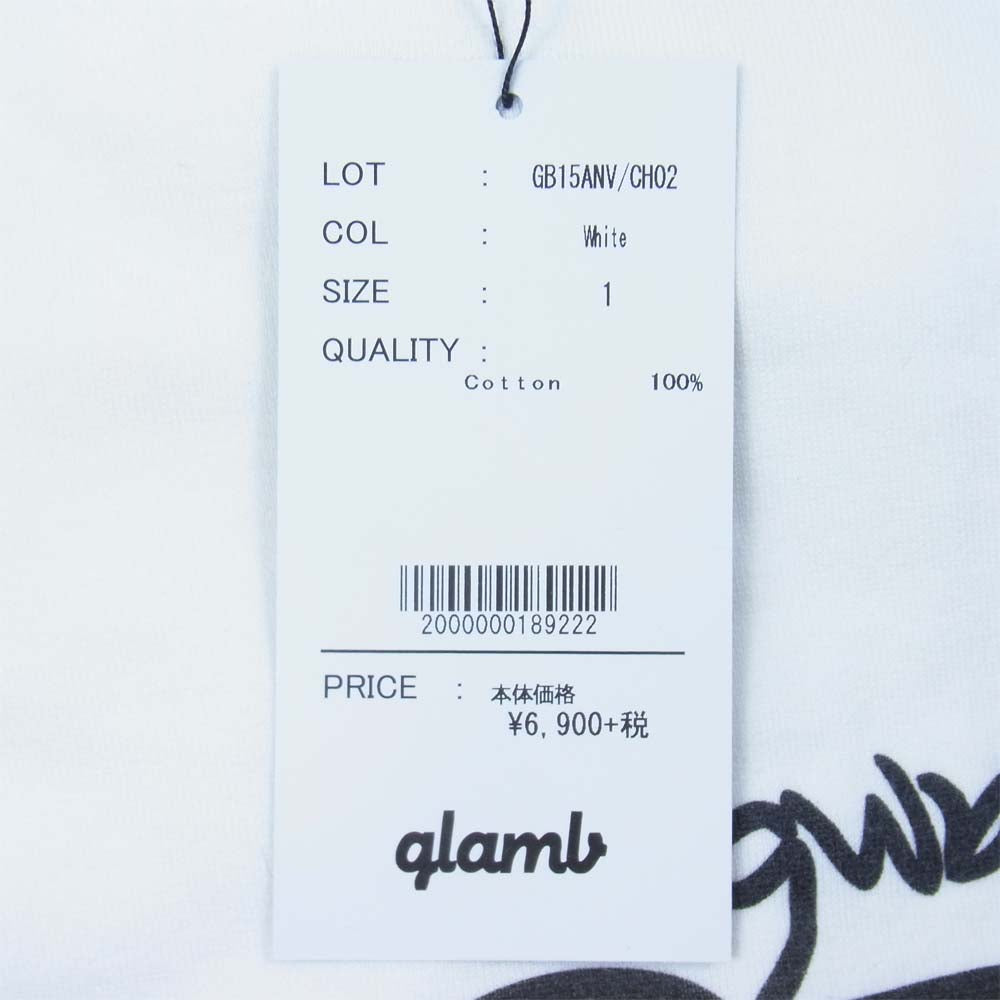 LOT : GB15ANV/CH02
COL : White
SIZE : 1
QUALITY :
Cotton 100%
2000000189222
PRICE : 本体価格
¥6,900+税
glamb